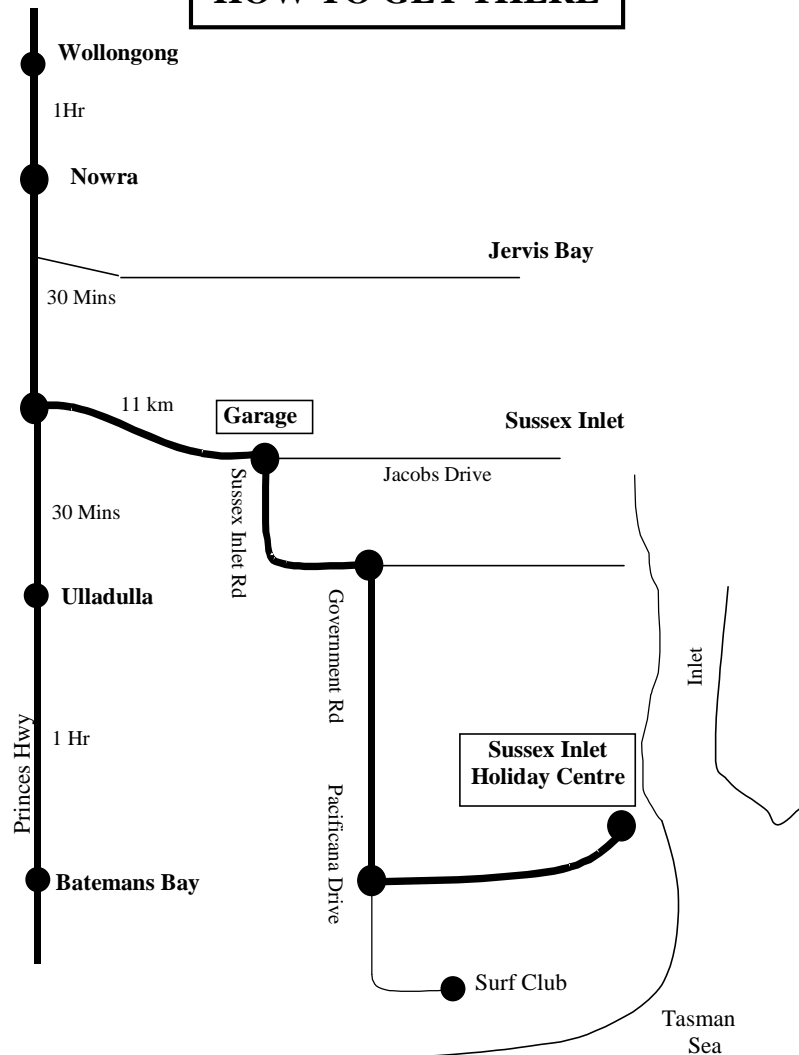 HOW TO GET THERE
Wollongong
1Hr
Nowra
Jervis Bay
30 Mins
11 km
Garage
Sussex Inlet
Jacobs Drive
Sussex Inlet Rd
30 Mins
Ulladulla
Government Rd
Inlet
Princes Hwy
1 Hr
Sussex Inlet
Holiday Centre
Pacificana Drive
Batemans Bay
Surf Club
Tasman
Sea